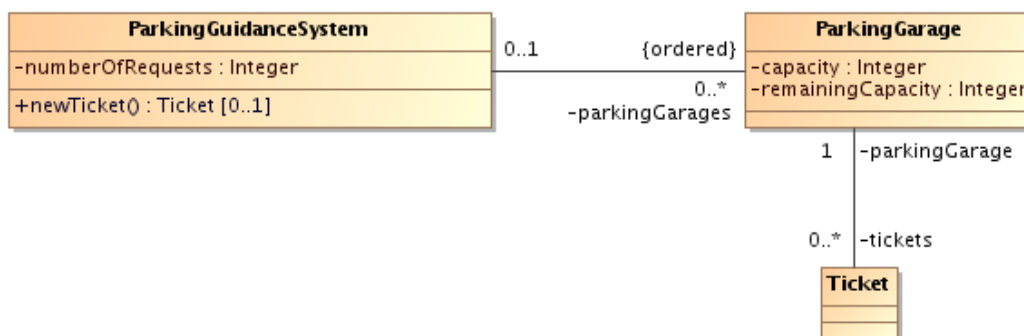 ParkingGuidanceSystem
-numberOfRequests : Integer
+newTicket() : Ticket [0..1]
0..1
{ordered}
0..*
-parkingGarages
ParkingGarage
-capacity : Integer
-remainingCapacity : Integer
1
-parkingGarage
0..*
-tickets
Ticket